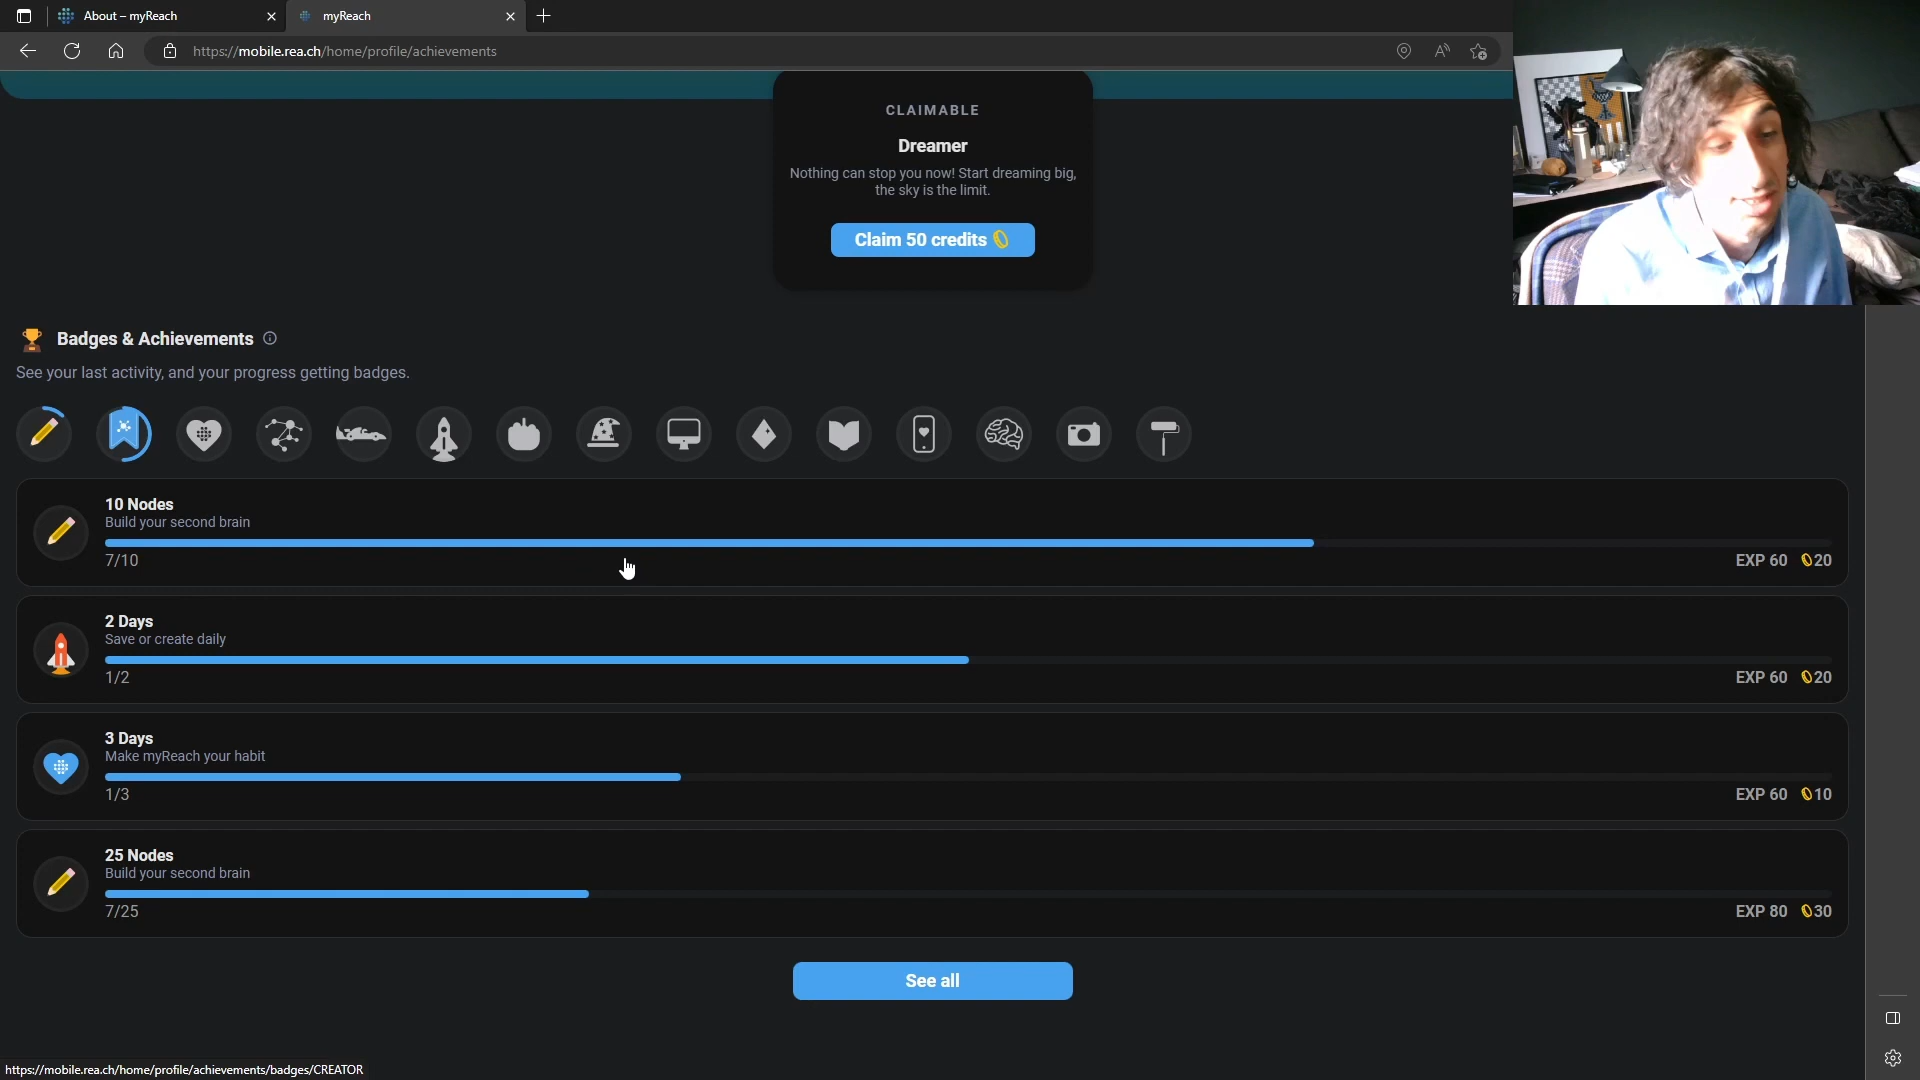 About – myReach
myReach
https://mobile.rea.ch/home/profile/achievements
CLAIMABLE
Dreamer
Nothing can stop you now! Start dreaming big,
the sky is the limit.
Claim 50 credits
Badges & Achievements
See your last activity, and your progress getting badges.
10 Nodes
Build your second brain
7/10
EXP 60 20
2 Days
Save or create daily
1/2
EXP 60 20
3 Days
Make myReach your habit
1/3
EXP 60 10
25 Nodes
Build your second brain
7/25
EXP 80 30
See all
https://mobile.rea.ch/home/profile/achievements/badges/CREATOR